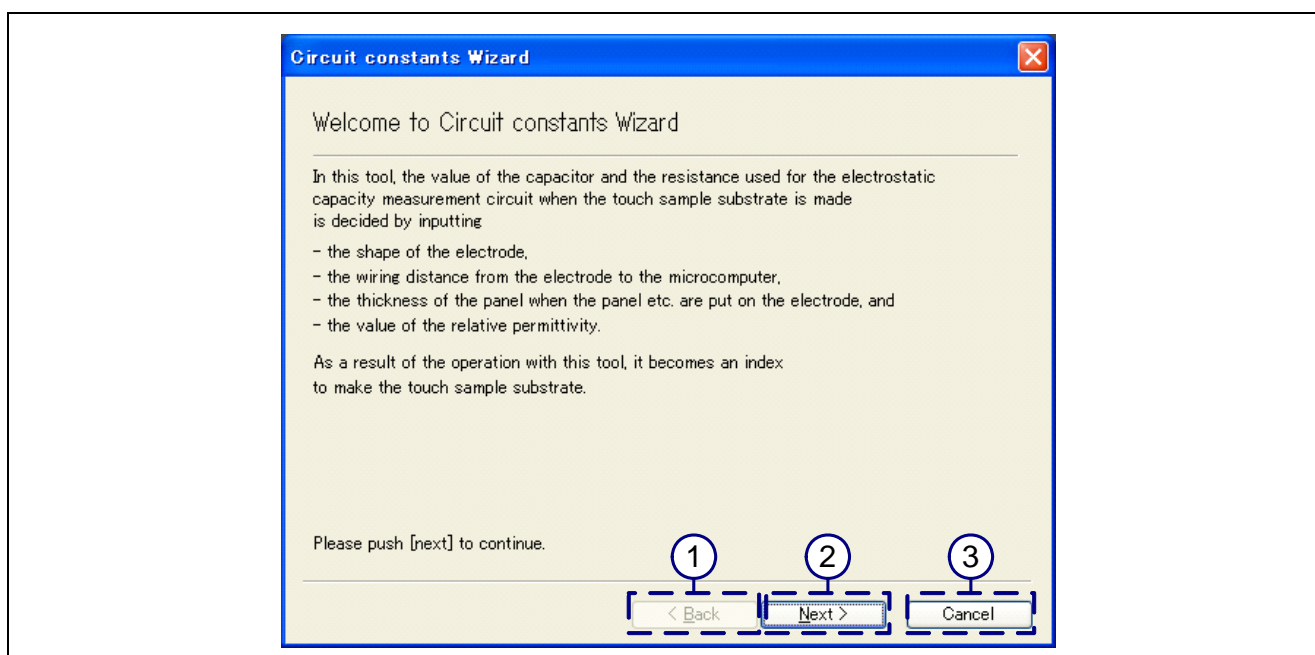 Circuit constants Wizard
Welcome to Circuit constants Wizard
In this tool, the value of the capacitor and the resistance used for the electrostatic
capacity measurement circuit when the touch sample substrate is made
is decided by inputting
- the shape of the electrode,
- the wiring distance from the electrode to the microcomputer,
- the thickness of the panel when the panel etc. are put on the electrode, and
- the value of the relative permittivity.
As a result of the operation with this tool, it becomes an index
to make the touch sample substrate.
Please push [next] to continue.
1 2 3
< Back Next > Cancel